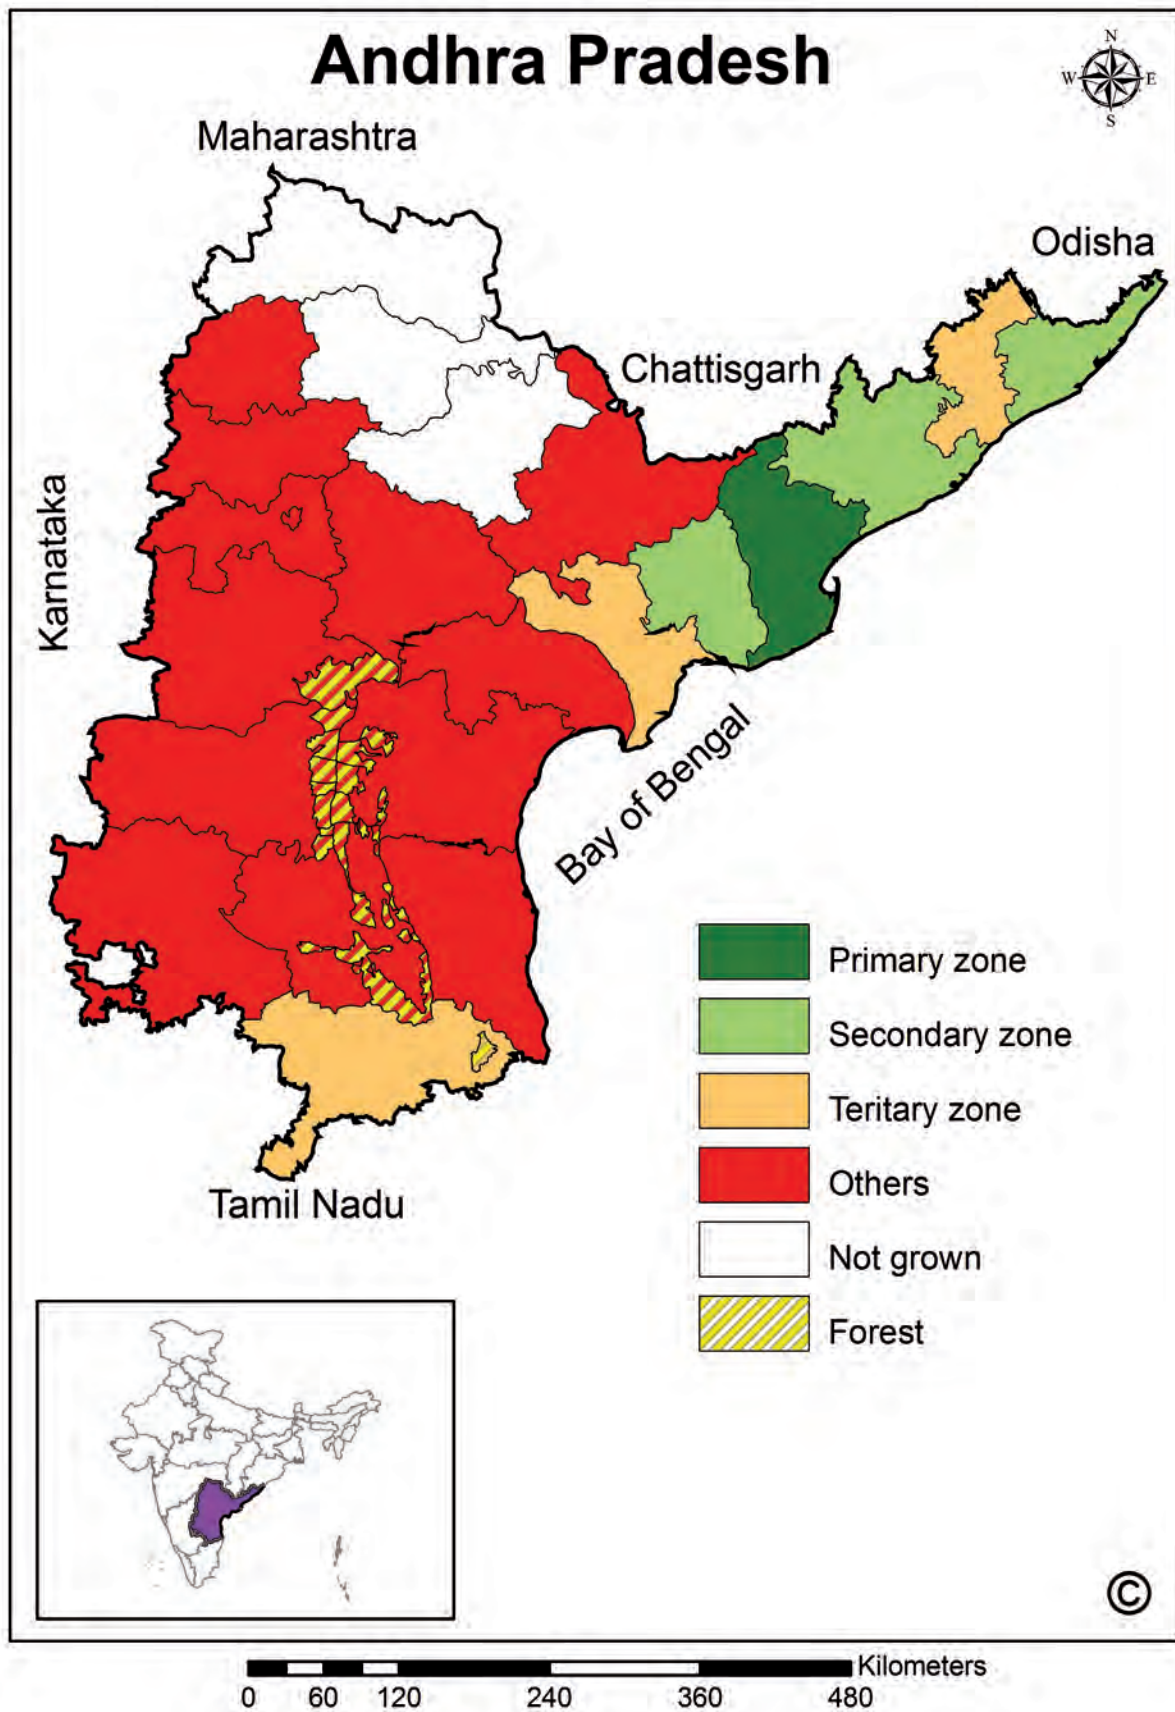 Andhra Pradesh
N
W E
S
Maharashtra
Odisha
Chattisgarh
Karnataka
Bay of Bengal
Primary zone
Secondary zone
Teritary zone
Others
Not grown
Forest
Tamil Nadu
©
Kilometers
0 60 120 240 360 480